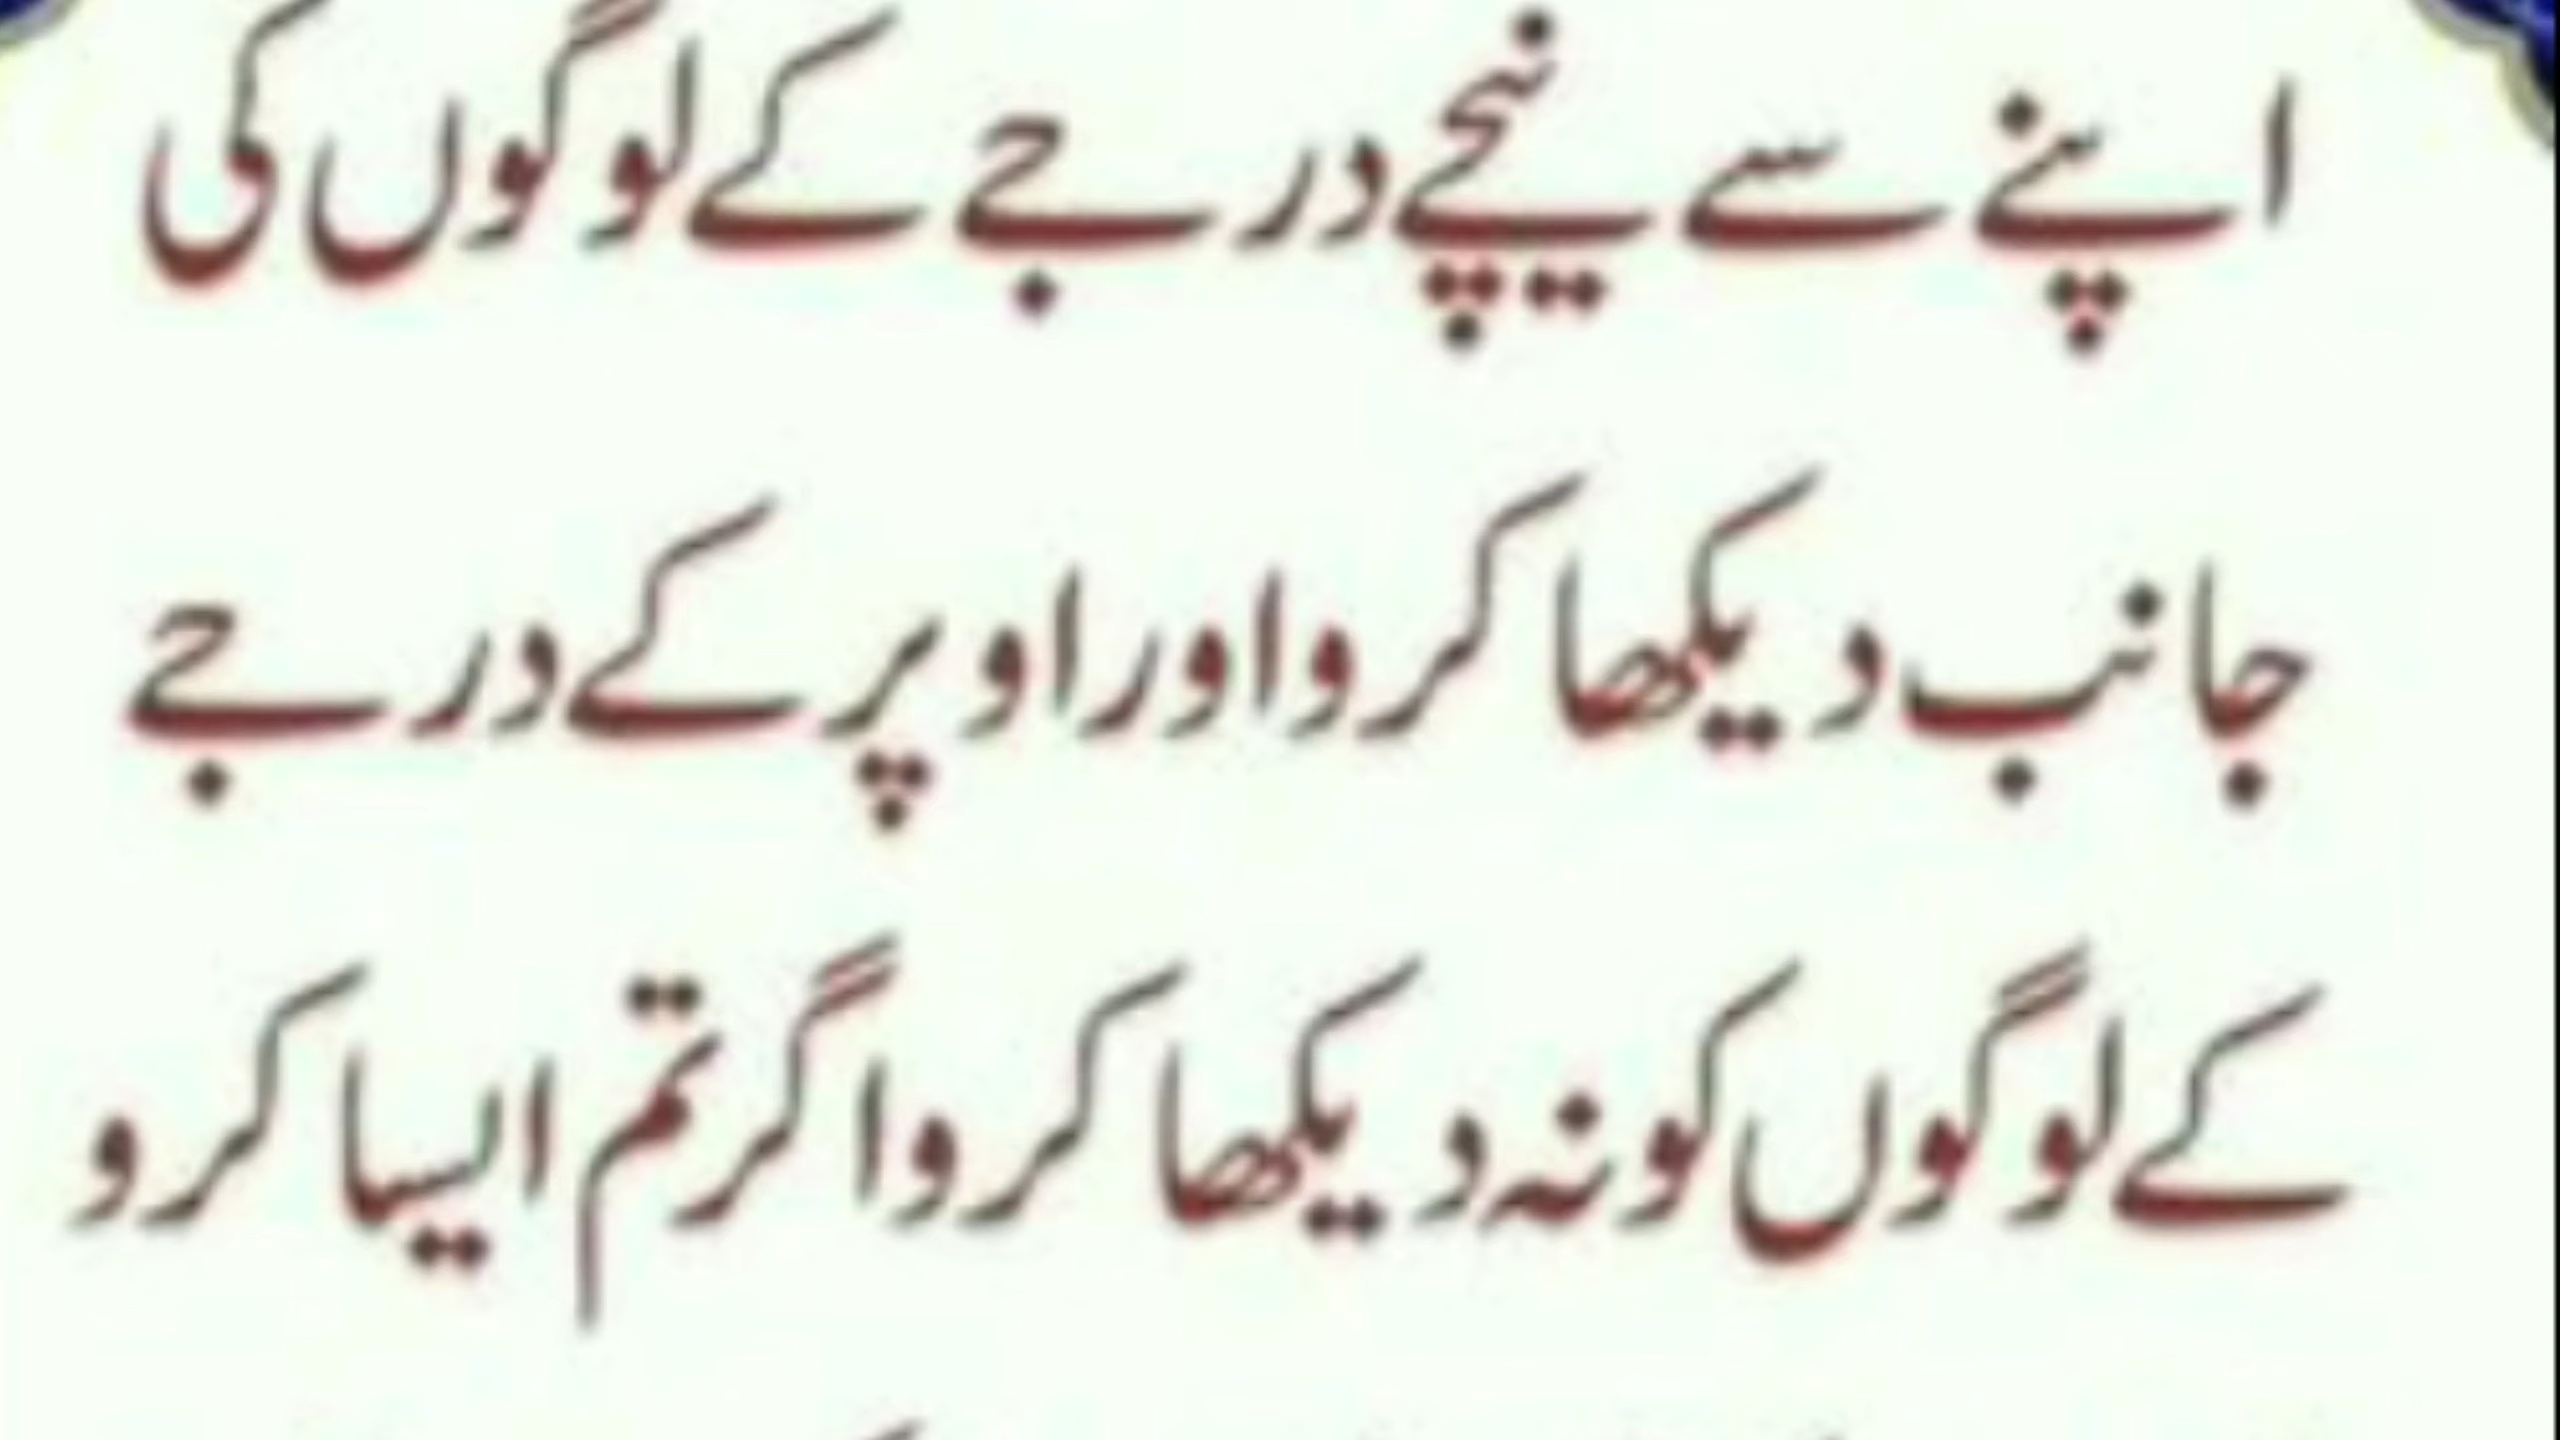 اپنے سے نیچے درجے کے لوگوں کی
جانب دیکھا کرو اور اوپر کے درجے
کے لوگوں کو نہ دیکھا کرو اگر تم ایسا کرو